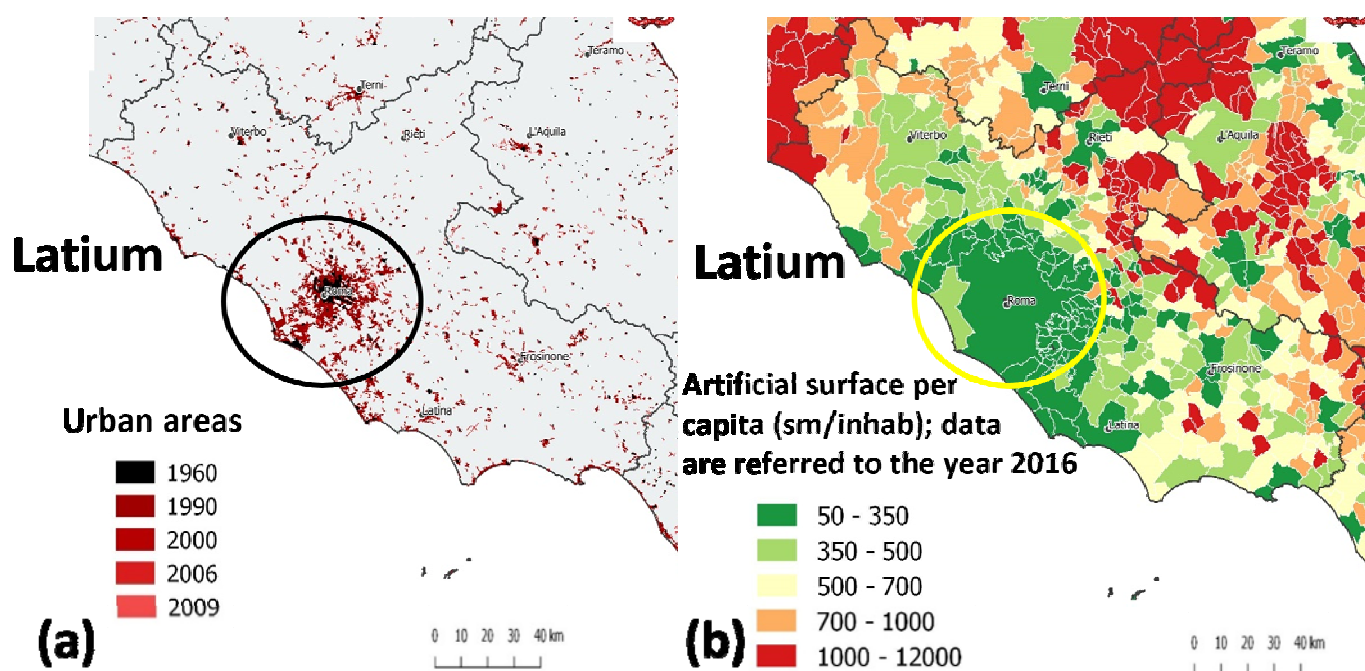 Teramo
Terni
Viterbo
Rieti
L'Aquila
Latium
Roma
Frosinone
Latina
Urban areas
1960
1990
2000
2006
2009
(a)
0 10 20 30 40 km
Teramo
Terni
Viterbo
Rieti
L'Aquila
Latium
Roma
Frosinone
Latina
Artificial surface per
capita (sm/inhab); data
are referred to the year 2016
50 - 350
350 - 500
500 - 700
700 - 1000
1000 - 12000
(b)
0 10 20 30 40 km